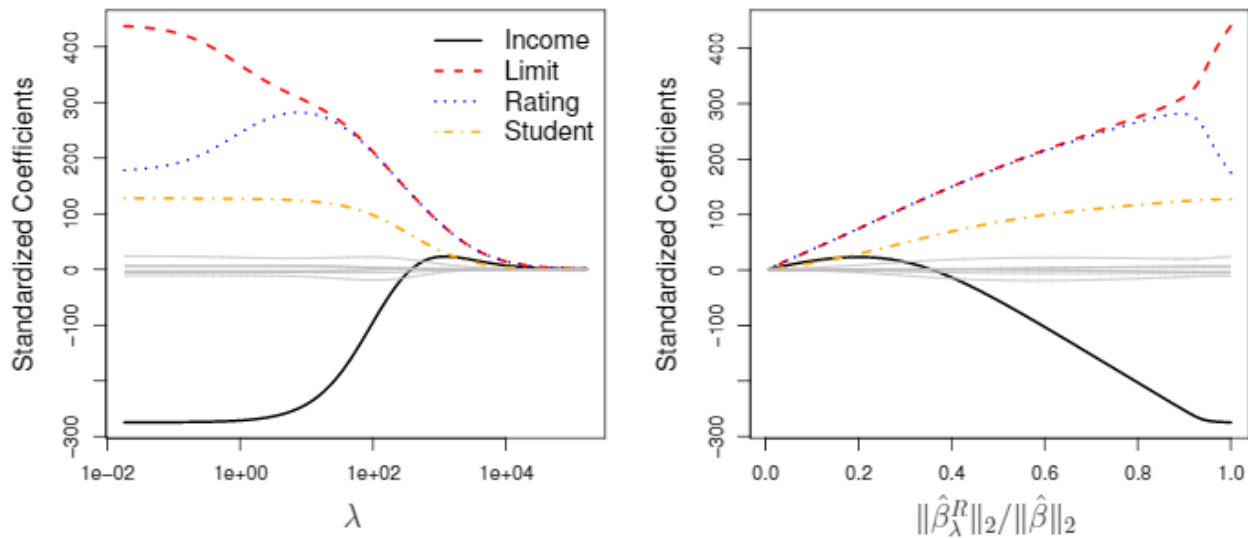 Standardized Coefficients
400
300
200
100
0
-100
-300
1e-02 1e+00 1e+02 1e+04
λ
Income
Limit
Rating
Student
Standardized Coefficients
400
300
200
100
0
-100
-300
0.0 0.2 0.4 0.6 0.8 1.0
‖β̂λᴿ‖₂/‖β̂‖₂